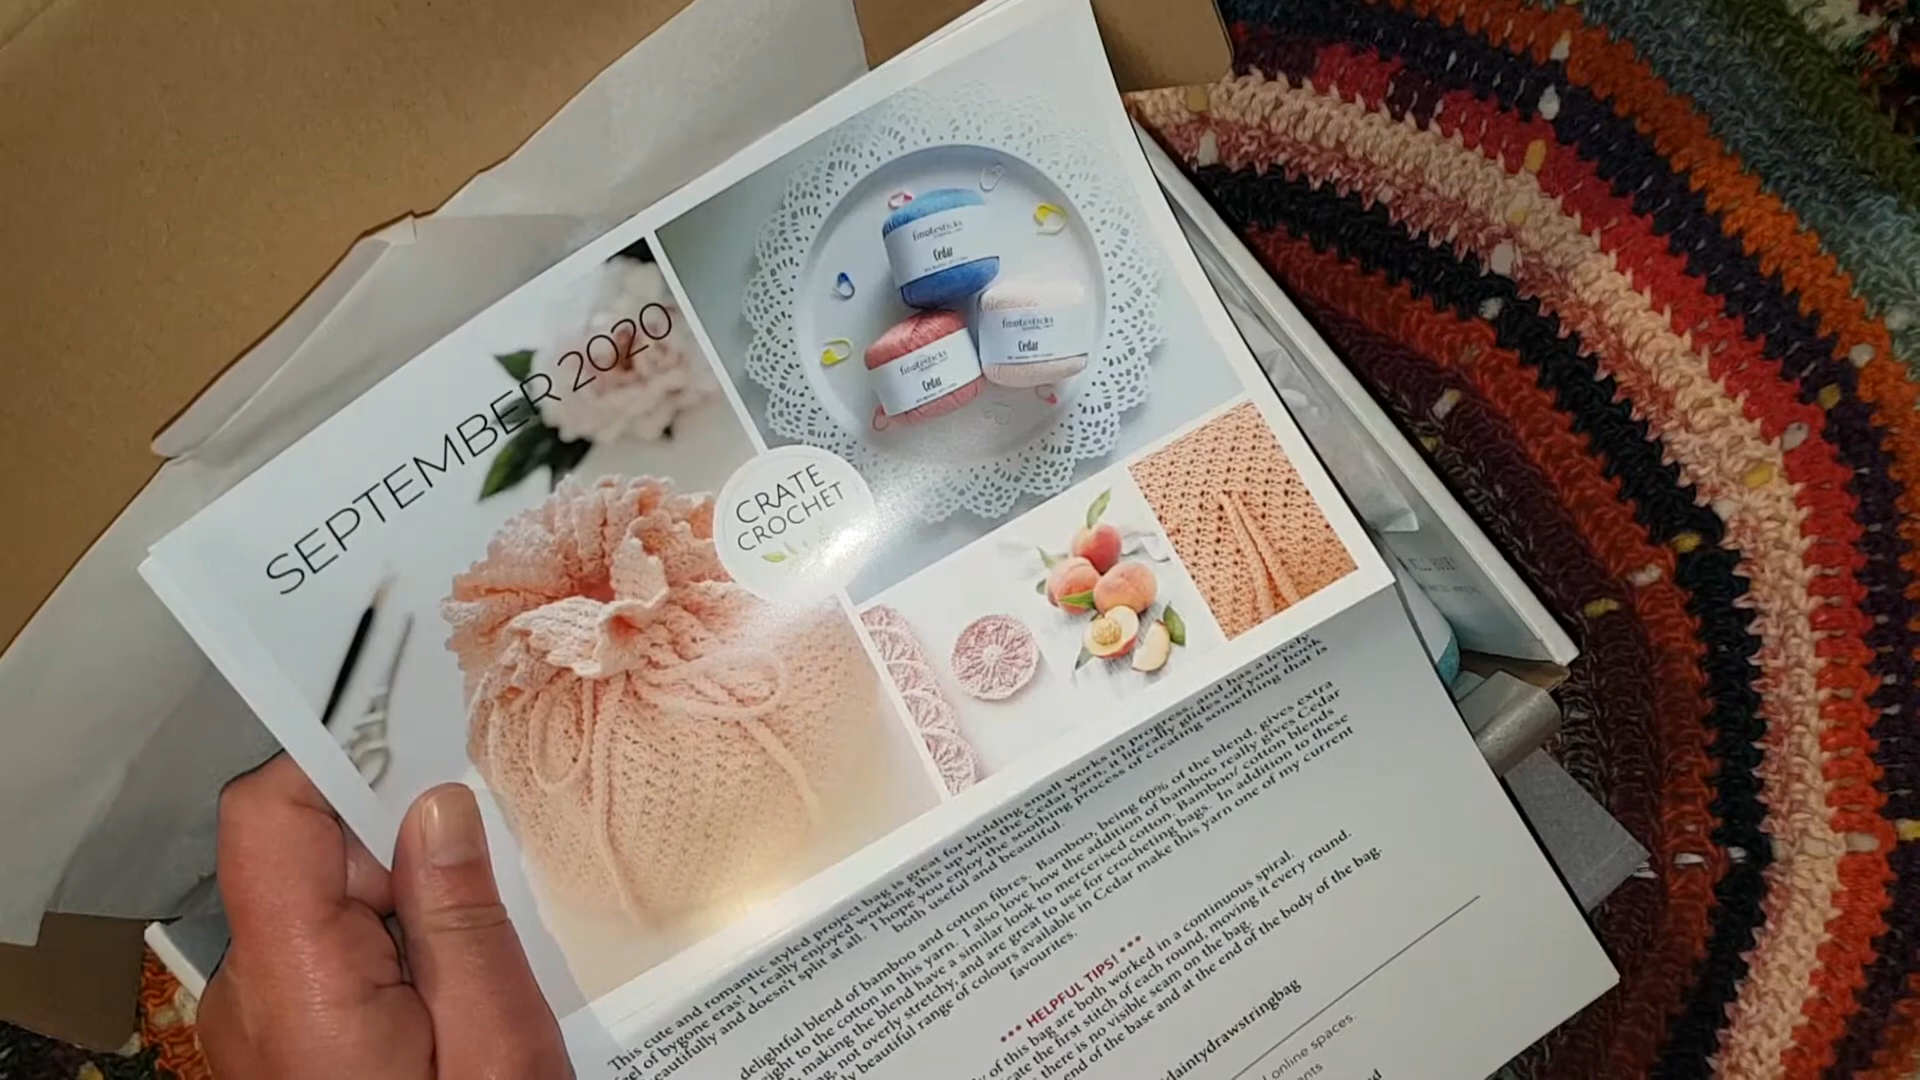 SEPTEMBER 2020
CRATE
CROCHET
Cedar
Cedar
Cedar
This cute and romantic styled project bag is great for holding small works in progress, and has a lovely
feel of bygone eras! I really enjoyed working this up with the Cedar yarn, it literally glides off your hook
beautifully and doesn't split at all. I hope you enjoy the soothing process of creating something that is
both useful and beautiful.
delightful blend of bamboo and cotton fibres. Bamboo, being 60% of the blend, gives extra
to the cotton in this yarn. I also love how the addition of bamboo really gives Cedar
making the blend have a similar look to mercerised cotton. Bamboo/ cotton blends
not overly stretchy, and are great to use for crocheting bags. In addition to these
beautiful range of colours available in Cedar make this yarn one of my current
favourites.
••• HELPFUL TIPS! •••
of this bag are both worked in a continuous spiral.
the first stitch of each round, moving it every round.
there is no visible seam on the bag.
end of the base and at the end of the body of the bag.
daintydrawstringbag
online spaces.